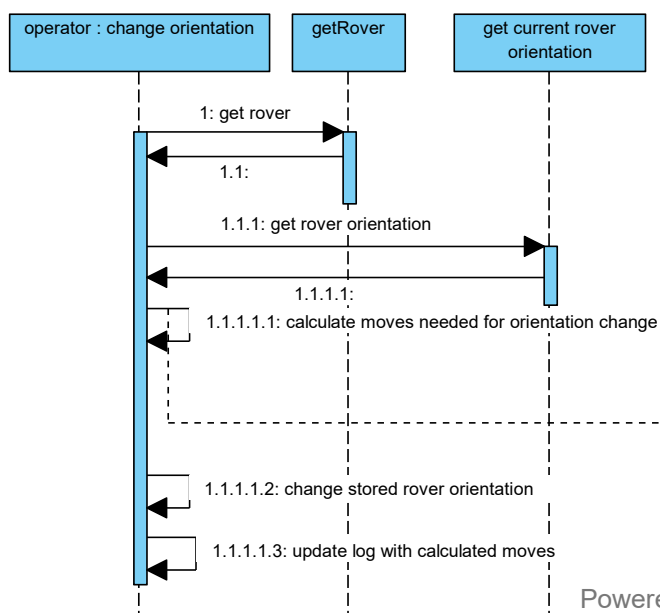 operator : change orientation
getRover
get current rover
orientation
1: get rover
1.1:
1.1.1: get rover orientation
1.1.1.1:
1.1.1.1.1: calculate moves needed for orientation change
1.1.1.1.2: change stored rover orientation
1.1.1.1.3: update log with calculated moves
Powere